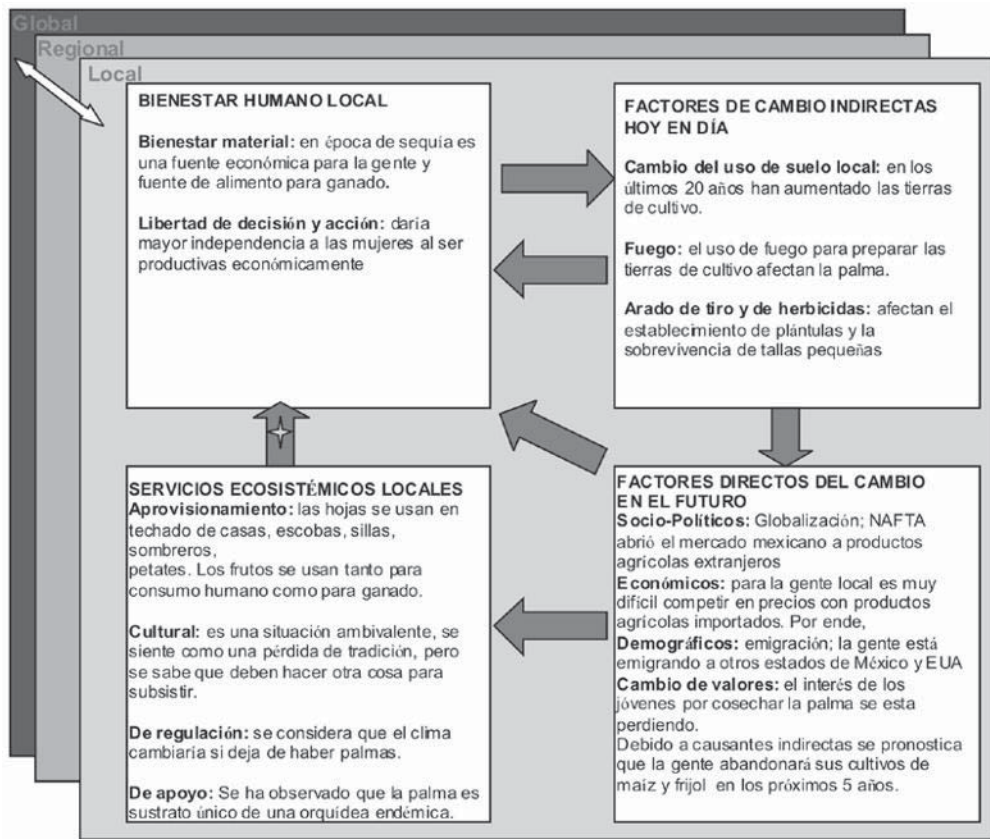 Global
Regional
Local
BIENESTAR HUMANO LOCAL
Bienestar material: en época de sequía es
una fuente económica para la gente y
fuente de alimento para ganado.
Libertad de decisión y acción: daría
mayor independencia a las mujeres al ser
productivas económicamente
FACTORES DE CAMBIO INDIRECTAS
HOY EN DÍA
Cambio del uso de suelo local: en los
últimos 20 años han aumentado las tierras
de cultivo.
Fuego: el uso de fuego para preparar las
tierras de cultivo afectan la palma.
Arado de tiro y de herbicidas: afectan el
establecimiento de plántulas y la
sobrevivencia de tallas pequeñas
SERVICIOS ECOSISTÉMICOS LOCALES
Aprovisionamiento: las hojas se usan en
techado de casas, escobas, sillas,
sombreros,
petates. Los frutos se usan tanto para
consumo humano como para ganado.
Cultural: es una situación ambivalente, se
siente como una pérdida de tradición, pero
se sabe que deben hacer otra cosa para
subsistir.
De regulación: se considera que el clima
cambiaría si deja de haber palmas.
De apoyo: Se ha observado que la palma es
sustrato único de una orquídea endémica.
FACTORES DIRECTOS DEL CAMBIO
EN EL FUTURO
Socio-Políticos: Globalización; NAFTA
abrió el mercado mexicano a productos
agrícolas extranjeros
Económicos: para la gente local es muy
difícil competir en precios con productos
agrícolas importados. Por ende,
Demográficos: emigración; la gente está
emigrando a otros estados de México y EUA
Cambio de valores: el interés de los
jóvenes por cosechar la palma se esta
perdiendo.
Debido a causantes indirectas se pronostica
que la gente abandonará sus cultivos de
maíz y frijol en los próximos 5 años.